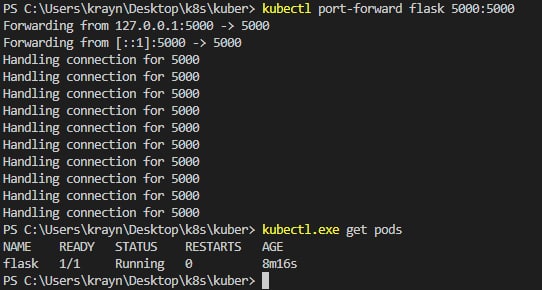 PS C:\Users\krayn\Desktop\k8s\kuber> kubectl port-forward flask 5000:5000
Forwarding from 127.0.0.1:5000 -> 5000
Forwarding from [::1]:5000 -> 5000
Handling connection for 5000
Handling connection for 5000
Handling connection for 5000
Handling connection for 5000
Handling connection for 5000
Handling connection for 5000
Handling connection for 5000
Handling connection for 5000
Handling connection for 5000
Handling connection for 5000
PS C:\Users\krayn\Desktop\k8s\kuber> kubectl.exe get pods
NAME    READY   STATUS    RESTARTS   AGE
flask   1/1     Running   0          8m16s
PS C:\Users\krayn\Desktop\k8s\kuber>